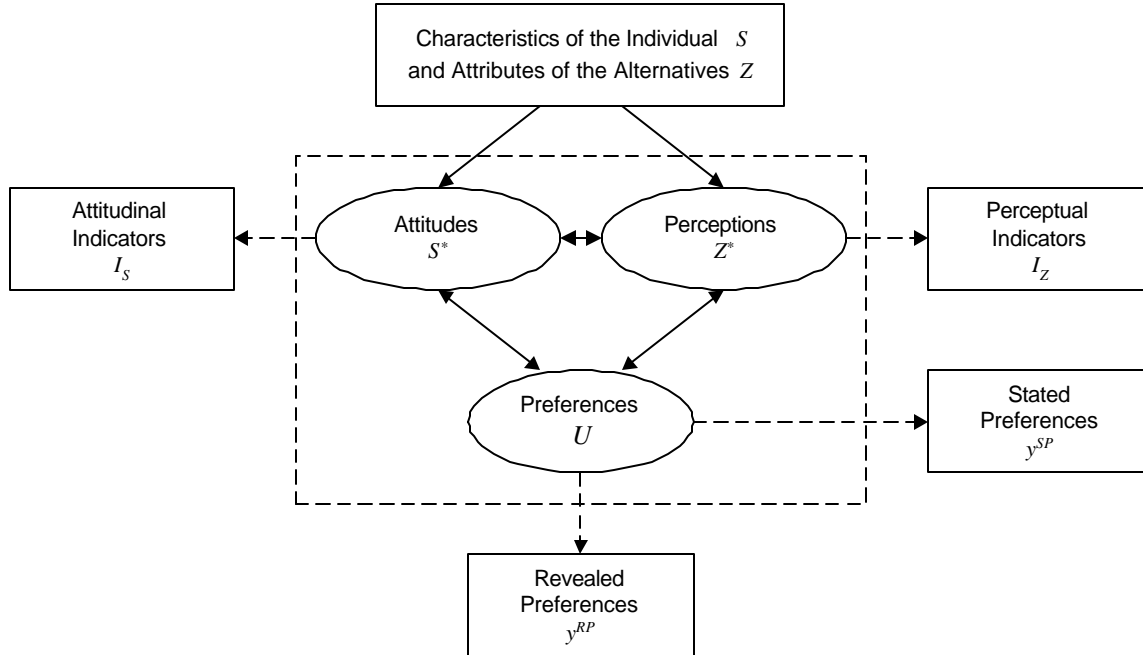 Characteristics of the Individual S
and Attributes of the Alternatives Z
Attitudinal
Indicators
I_S
Attitudes
S*
Perceptions
Z*
Perceptual
Indicators
I_Z
Preferences
U
Stated
Preferences
y^{SP}
Revealed
Preferences
y^{RP}